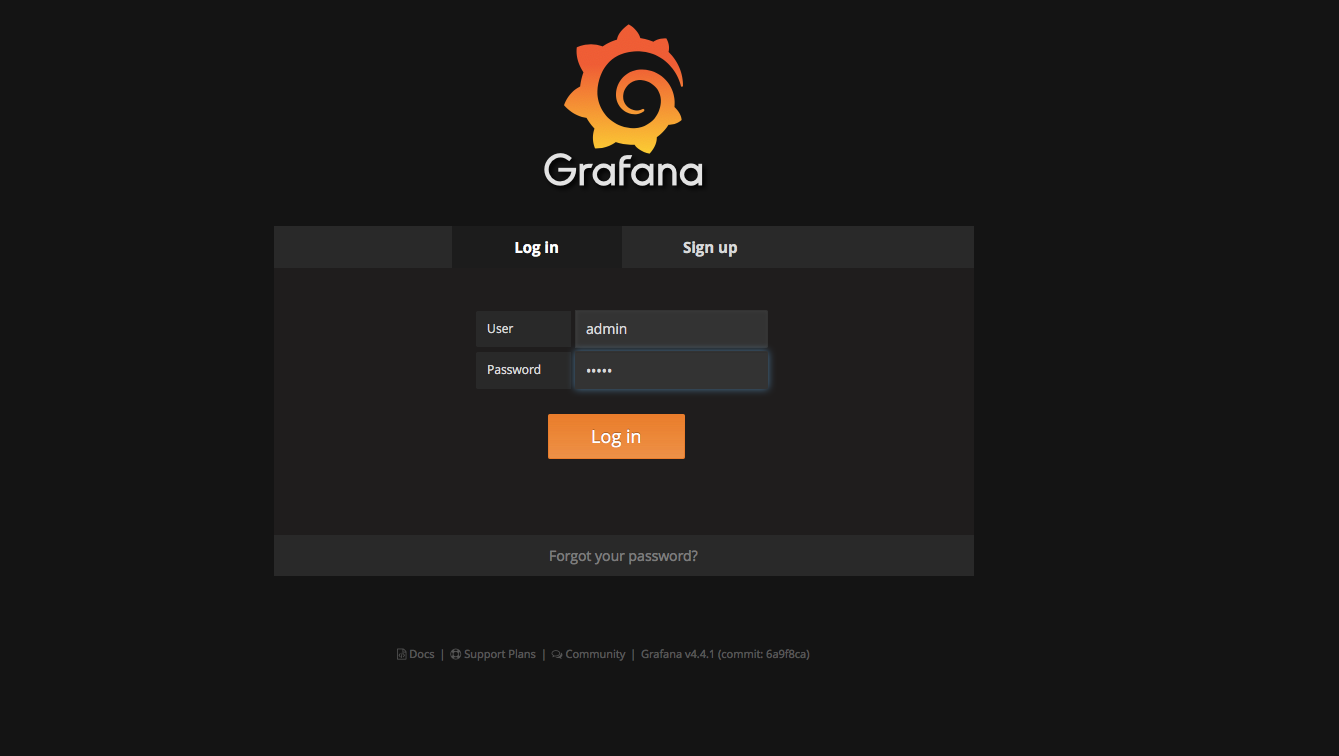 Grafana
Log in Sign up
User admin
Password •••••
Log in
Forgot your password?
Docs | Support Plans | Community | Grafana v4.4.1 (commit: 6a9f8ca)